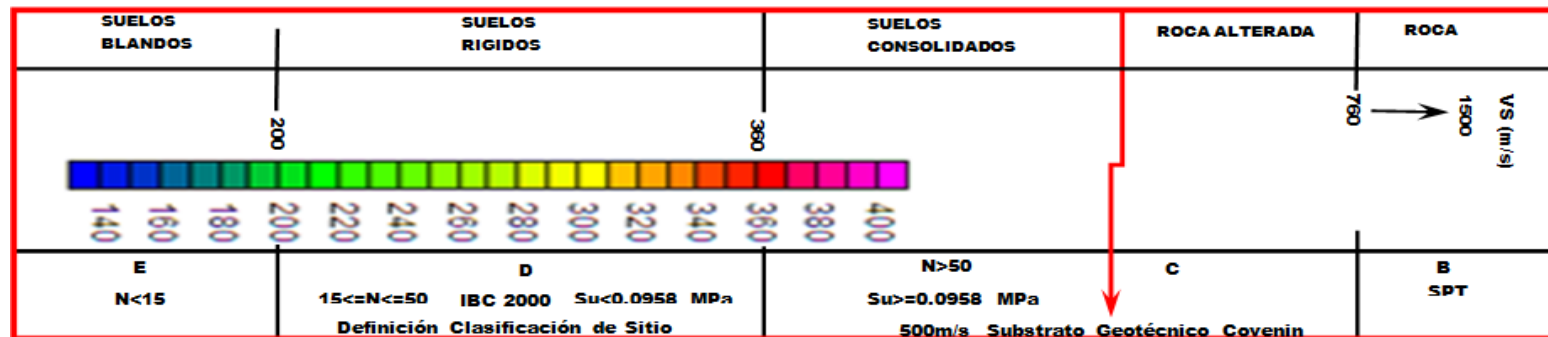 SUELOS
BLANDOS
SUELOS
RIGIDOS
SUELOS
CONSOLIDADOS
ROCA ALTERADA
ROCA
200
360
760
1500
VS (m/s)
140 160 180 200 220 240 260 280 300 320 340 360 380 400
E
N<15
D
15<=N<=50 IBC 2000 Su<0.0958 MPa
Definición Clasificación de Sitio
N>50
Su>=0.0958 MPa
C
500m/s Substrato Geotécnico Covenin
B
SPT